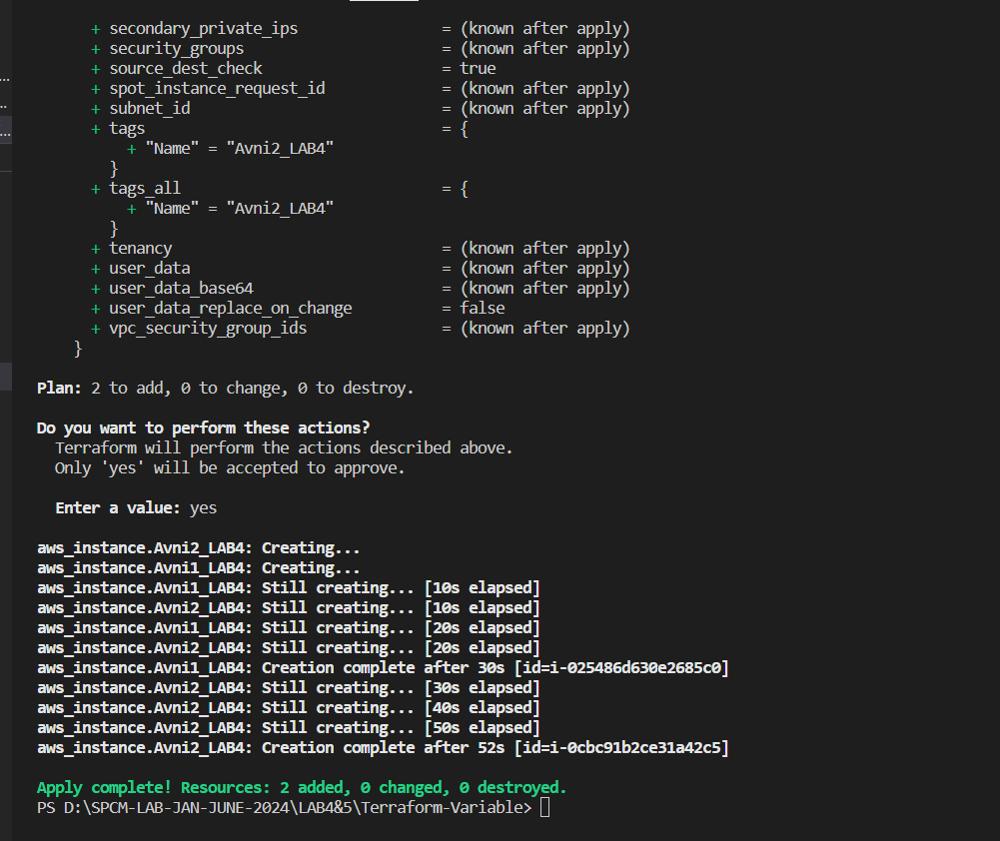 + secondary_private_ips = (known after apply)
+ security_groups = (known after apply)
+ source_dest_check = true
+ spot_instance_request_id = (known after apply)
+ subnet_id = (known after apply)
+ tags = {
+ "Name" = "Avni2_LAB4"
}
+ tags_all = {
+ "Name" = "Avni2_LAB4"
}
+ tenancy = (known after apply)
+ user_data = (known after apply)
+ user_data_base64 = (known after apply)
+ user_data_replace_on_change = false
+ vpc_security_group_ids = (known after apply)
}
Plan: 2 to add, 0 to change, 0 to destroy.
Do you want to perform these actions?
Terraform will perform the actions described above.
Only 'yes' will be accepted to approve.
Enter a value: yes
aws_instance.Avni2_LAB4: Creating...
aws_instance.Avni1_LAB4: Creating...
aws_instance.Avni1_LAB4: Still creating... [10s elapsed]
aws_instance.Avni2_LAB4: Still creating... [10s elapsed]
aws_instance.Avni1_LAB4: Still creating... [20s elapsed]
aws_instance.Avni2_LAB4: Still creating... [20s elapsed]
aws_instance.Avni1_LAB4: Creation complete after 30s [id=i-025486d630e2685c0]
aws_instance.Avni2_LAB4: Still creating... [30s elapsed]
aws_instance.Avni2_LAB4: Still creating... [40s elapsed]
aws_instance.Avni2_LAB4: Still creating... [50s elapsed]
aws_instance.Avni2_LAB4: Creation complete after 52s [id=i-0cbc91b2ce31a42c5]
Apply complete! Resources: 2 added, 0 changed, 0 destroyed.
PS D:\SPCM-LAB-JAN-JUNE-2024\LAB4&5\Terraform-Variable>